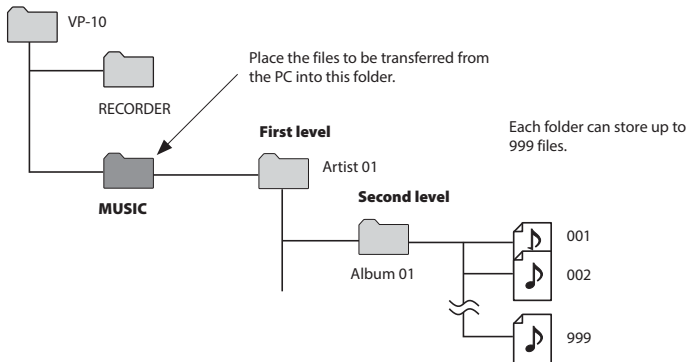 VP-10
Place the files to be transferred from
the PC into this folder.
RECORDER
First level
Each folder can store up to
999 files.
Artist 01
MUSIC
Second level
001
Album 01
002
999